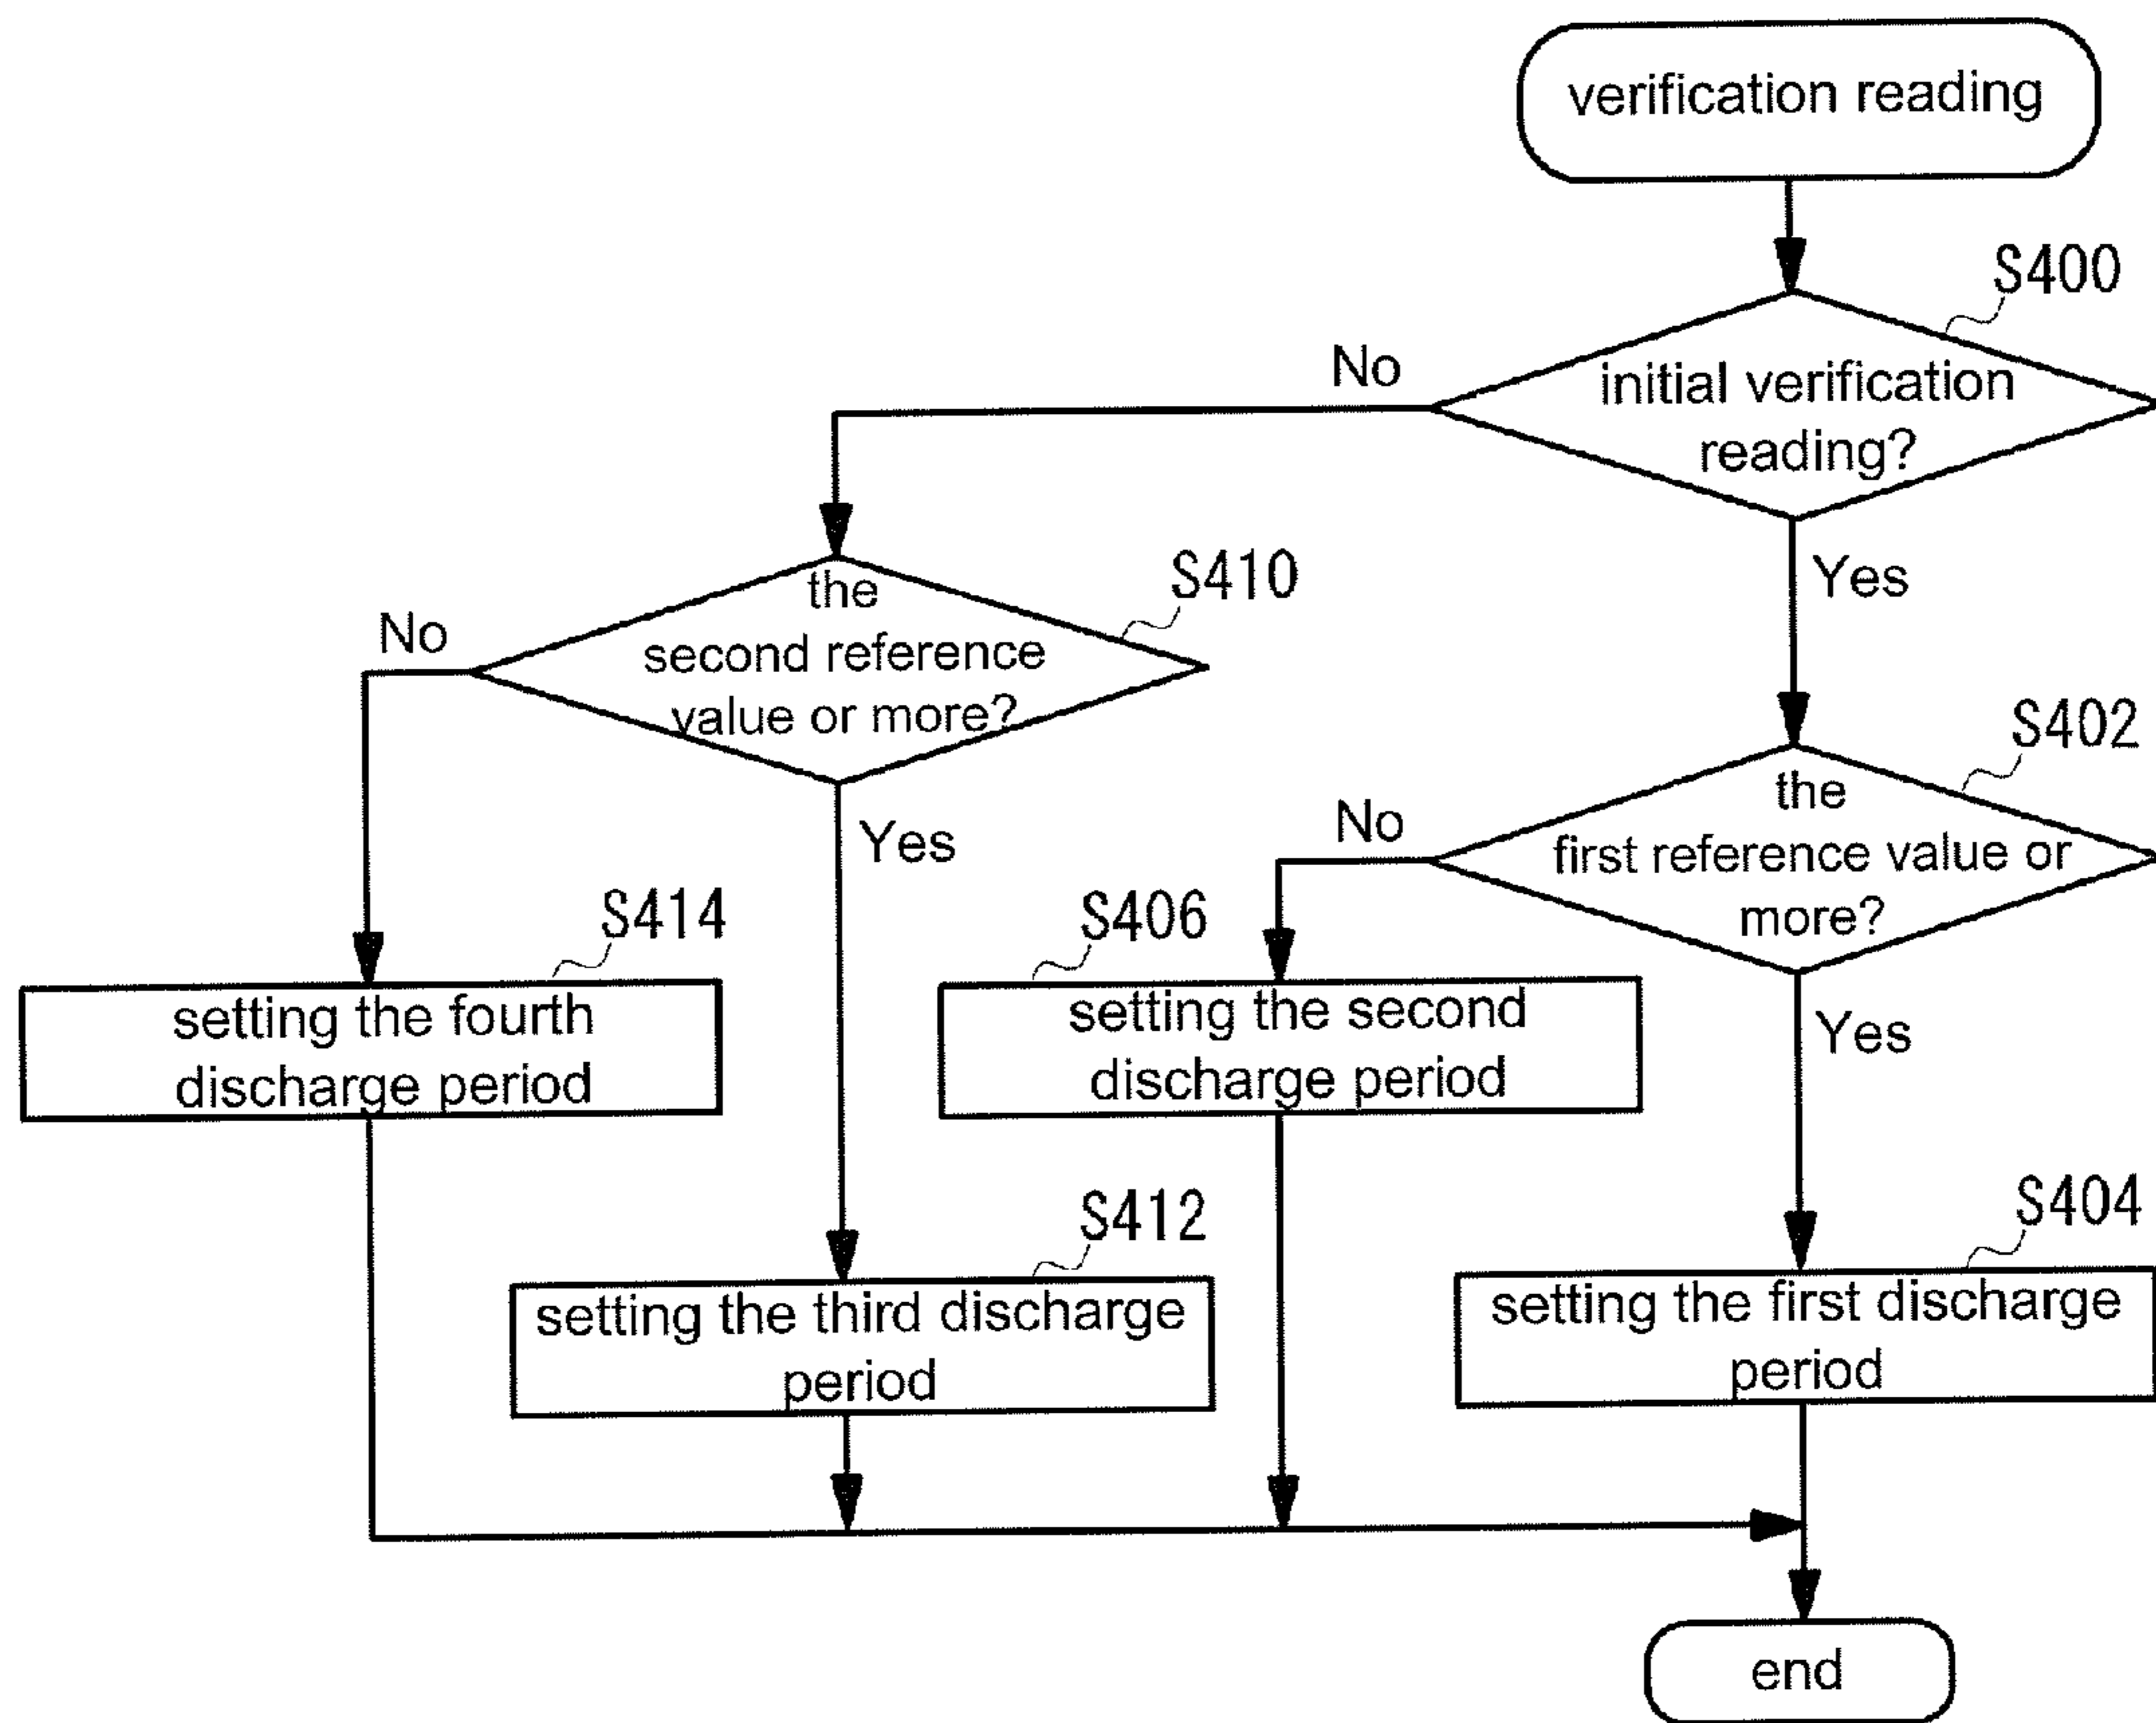 verification reading
S400
initial verification
reading?
No
Yes
S410
the
second reference
value or more?
No
Yes
S402
the
first reference value or
more?
No
Yes
S414
setting the fourth
discharge period
S406
setting the second
discharge period
S412
setting the third discharge
period
S404
setting the first discharge
period
end